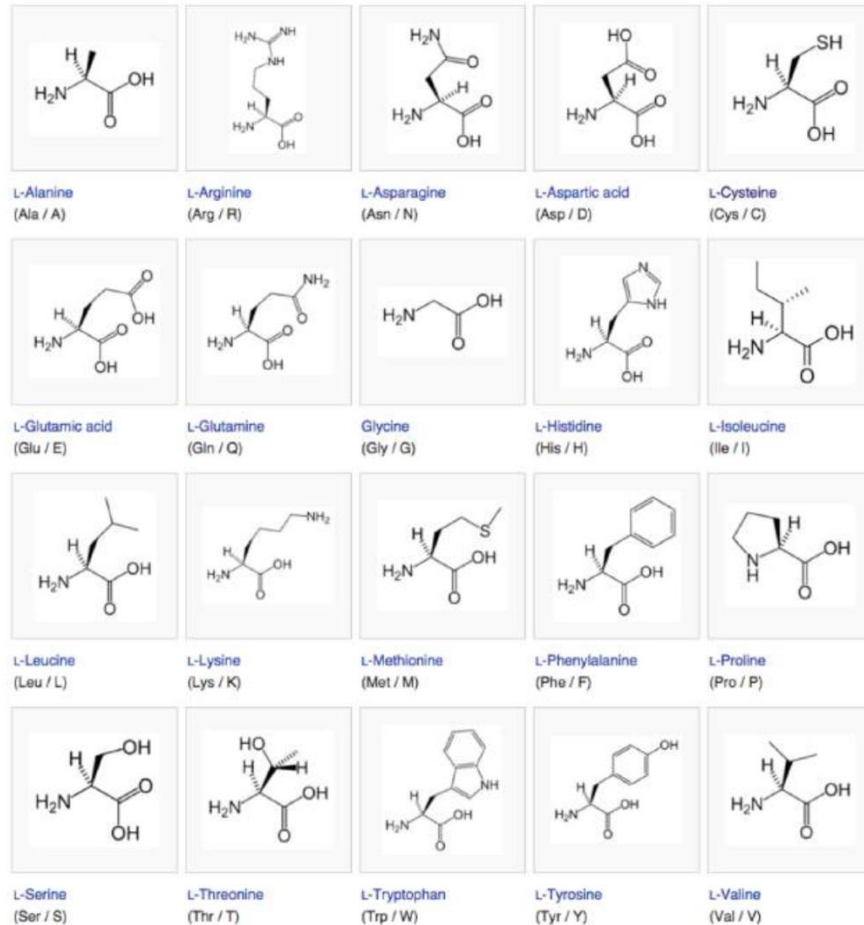 H H₂N OH O
H₂N NH NH H H₂N O OH
H₂N O H H₂N O OH
HO O H H₂N O OH
SH H H₂N O OH
L-Alanine
(Ala / A)
L-Arginine
(Arg / R)
L-Asparagine
(Asn / N)
L-Aspartic acid
(Asp / D)
L-Cysteine
(Cys / C)
O OH H H₂N O OH
NH₂ O H H₂N O OH
H₂N OH O
N NH H H₂N O OH
H H₂N OH O
L-Glutamic acid
(Glu / E)
L-Glutamine
(Gln / Q)
Glycine
(Gly / G)
L-Histidine
(His / H)
L-Isoleucine
(Ile / I)
H H₂N OH O
NH₂ H H₂N OH O
S H H₂N OH O
H H₂N OH O
H N H OH O
L-Leucine
(Leu / L)
L-Lysine
(Lys / K)
L-Methionine
(Met / M)
L-Phenylalanine
(Phe / F)
L-Proline
(Pro / P)
OH H H₂N O OH
HO H H H₂N OH O
NH H H₂N OH O
OH H H₂N OH O
H H₂N OH O
L-Serine
(Ser / S)
L-Threonine
(Thr / T)
L-Tryptophan
(Trp / W)
L-Tyrosine
(Tyr / Y)
L-Valine
(Val / V)